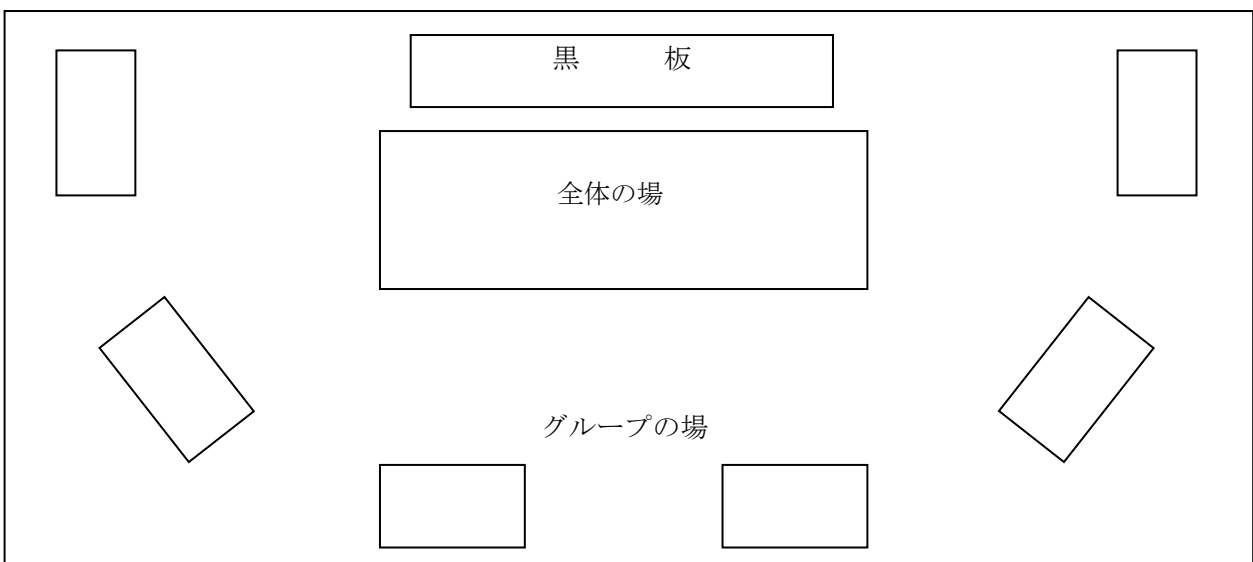 黒　　板
全体の場
グループの場